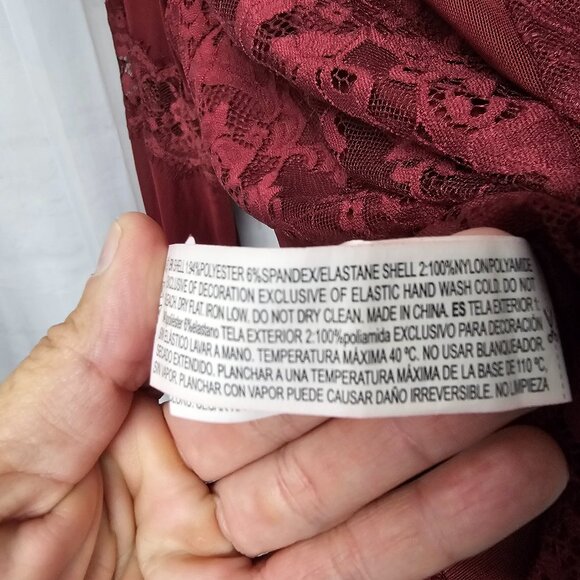 SHELL 1:94%POLYESTER 6%SPANDEX/ELASTANE SHELL 2:100%NYLON/POLYAMIDE
EXCLUSIVE OF DECORATION EXCLUSIVE OF ELASTIC HAND WASH COLD. DO NOT
DRY FLAT. IRON LOW. DO NOT DRY CLEAN. MADE IN CHINA. ES TELA EXTERIOR 1:
6%elastano TELA EXTERIOR 2:100%poliamida EXCLUSIVO PARA DECORACIÓN
ELÁSTICO LAVAR A MANO. TEMPERATURA MÁXIMA 40 ºC. NO USAR BLANQUEADOR.
SECADO EXTENDIDO. PLANCHAR A UNA TEMPERATURA MÁXIMA DE LA BASE DE 110 ºC,
SIN VAPOR. PLANCHAR CON VAPOR PUEDE CAUSAR DAÑO IRREVERSIBLE. NO LIMPIEZA